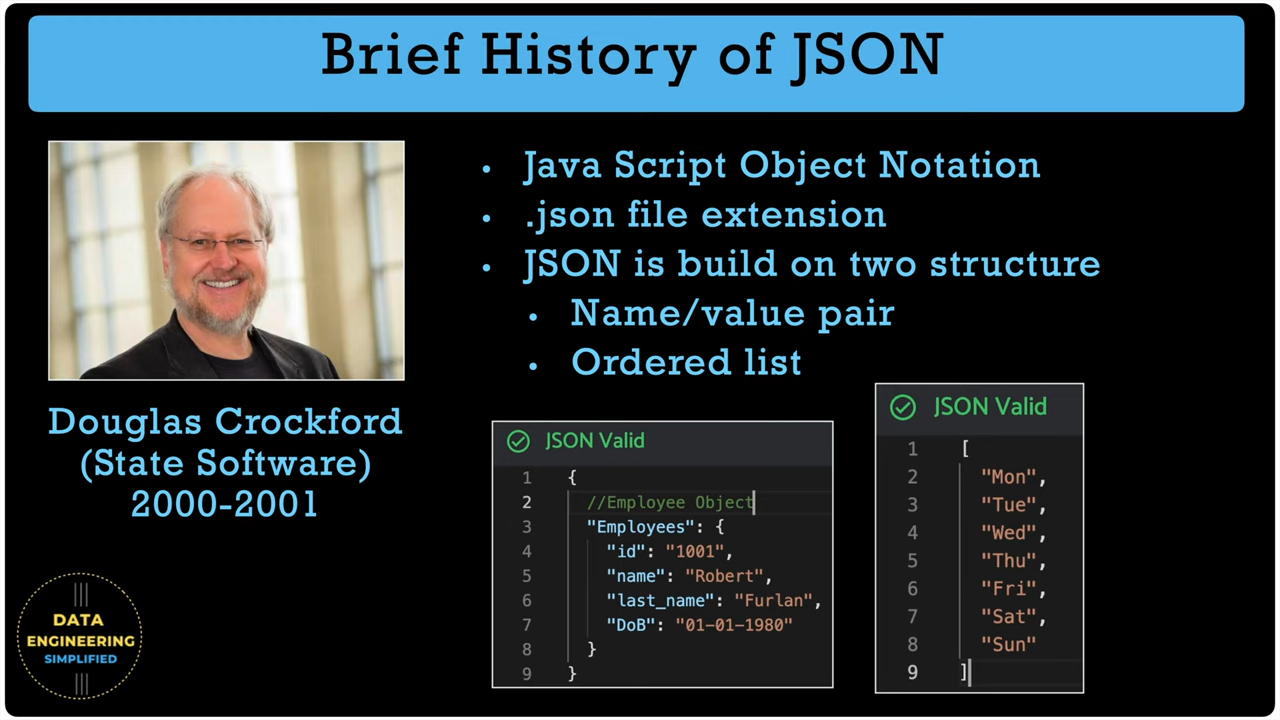 Brief History of JSON
Java Script Object Notation
.json file extension
JSON is build on two structure
Name/value pair
Ordered list
Douglas Crockford
(State Software)
2000-2001
JSON Valid
1 {
2 //Employee Object
3 "Employees": {
4 "id": "1001",
5 "name": "Robert",
6 "last_name": "Furlan",
7 "DoB": "01-01-1980"
8 }
9 }
JSON Valid
1 [
2 "Mon",
3 "Tue",
4 "Wed",
5 "Thu",
6 "Fri",
7 "Sat",
8 "Sun"
9 ]
DATA
ENGINEERING
SIMPLIFIED